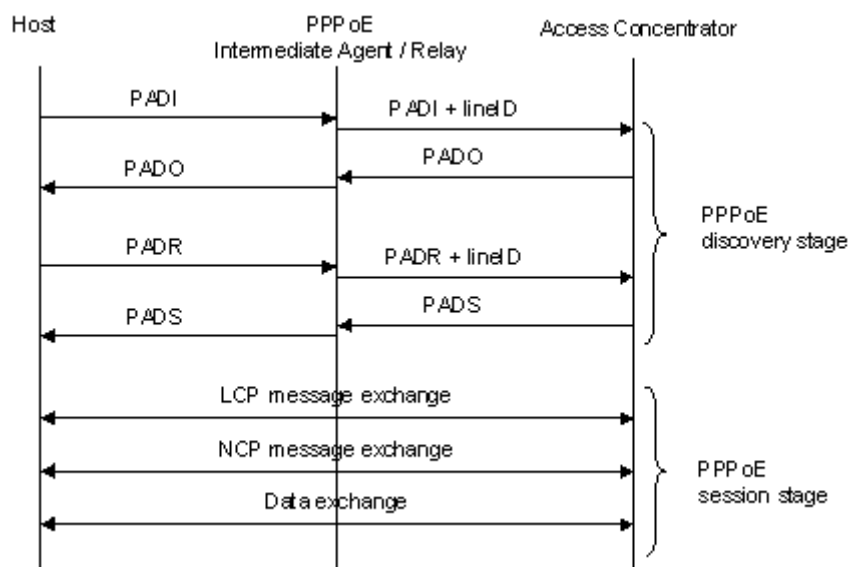 Host
PPPoE
Intermediate Agent / Relay
Access Concentrator
PADI
PADI + lineID
PADO
PADO
PADR
PADR + lineID
PADS
PADS
PPPoE
discovery stage
LCP message exchange
NCP message exchange
Data exchange
PPPoE
session stage